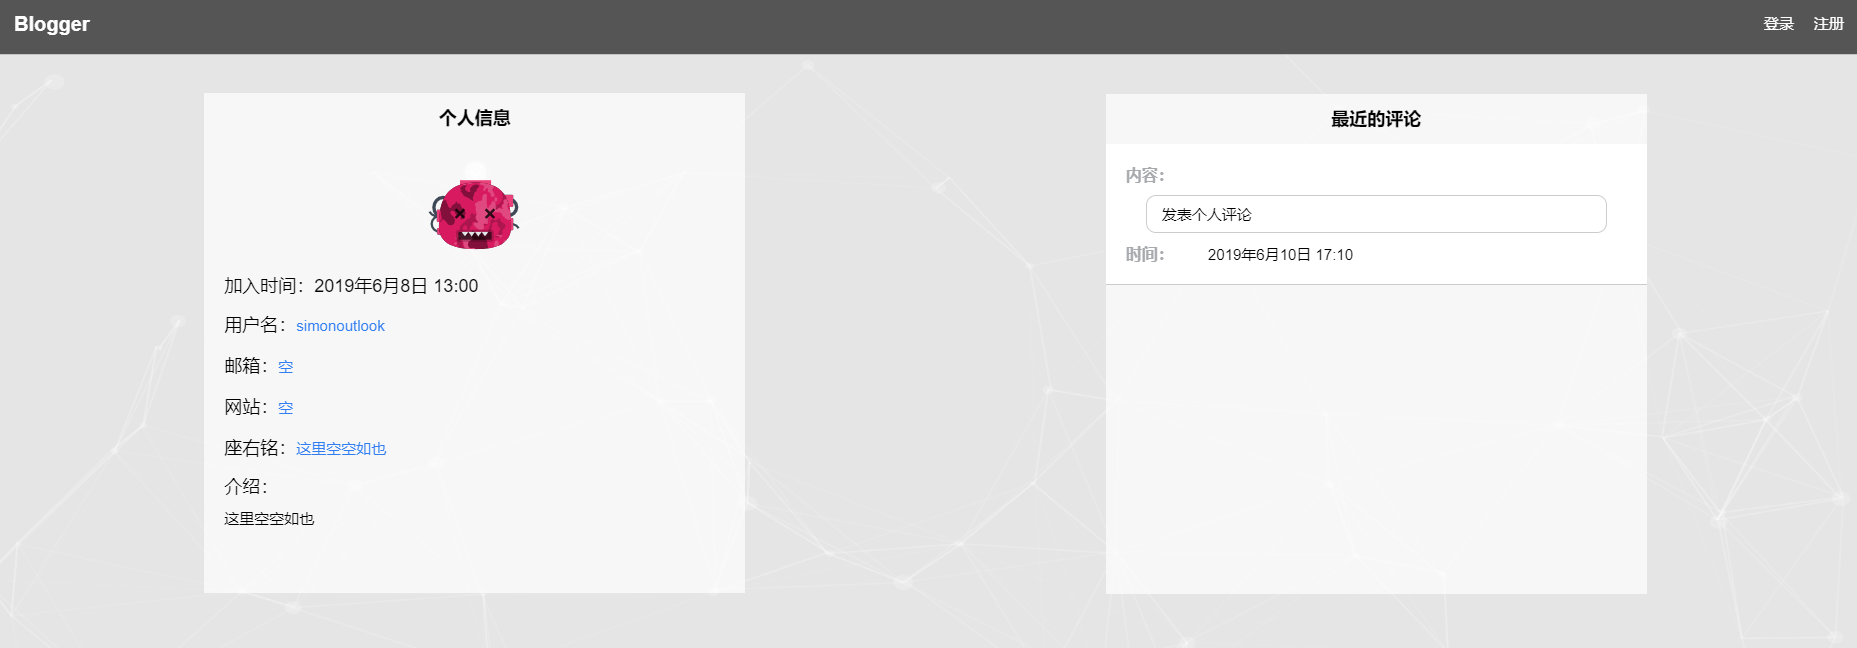 Blogger
登录 注册
个人信息
加入时间：2019年6月8日 13:00
用户名：simonoutlook
邮箱：空
网站：空
座右铭：这里空空如也
介绍：
这里空空如也
最近的评论
内容：
发表个人评论
时间： 2019年6月10日 17:10